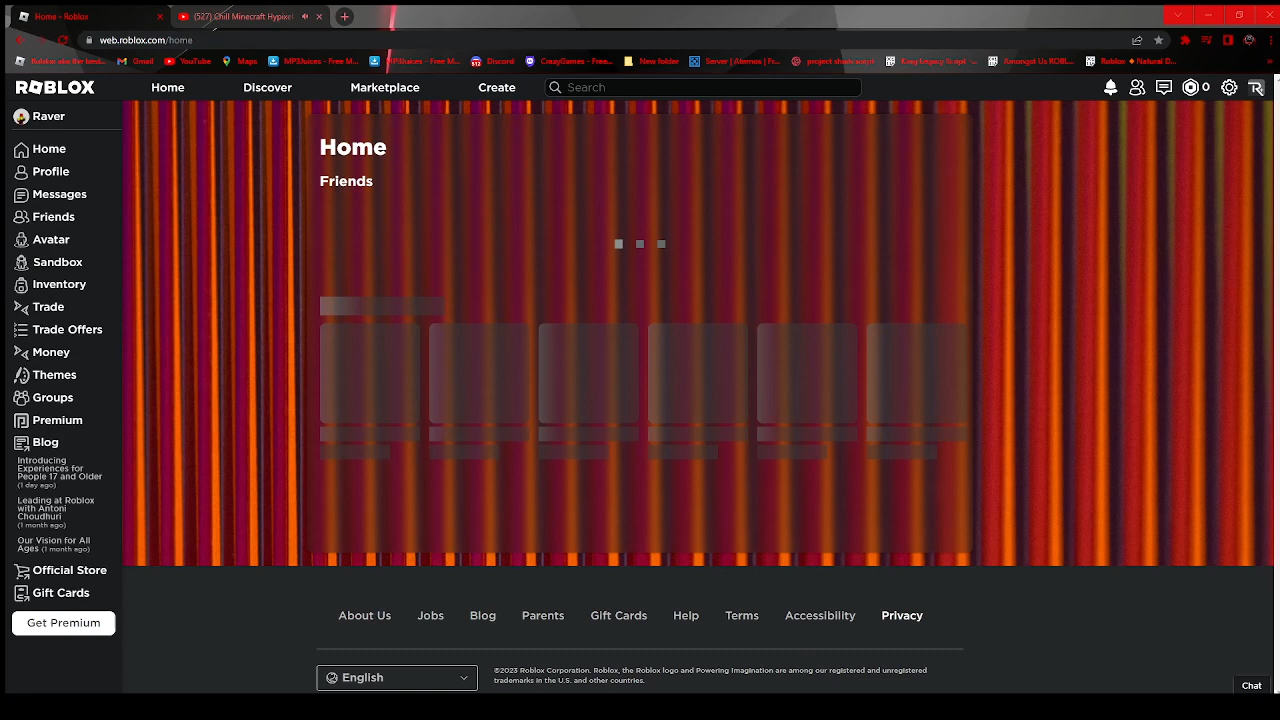 Home - Roblox
(527) Chill Minecraft Hypixel
web.roblox.com/home
Gmail
YouTube
Maps
MP3Juices - Free M...
MP3Juices - Free M...
Discord
CrazyGames - Free...
New folder
Server | Aternos | Fr...
project shark script
King Legacy Script -...
Amongst Us ROBL...
Roblox ♦ Natural D...
»
ROBLOX
Home
Discover
Marketplace
Create
Search
0
Raver
Home
Profile
Messages
Friends
Avatar
Sandbox
Inventory
Trade
Trade Offers
Money
Themes
Groups
Premium
Blog
Introducing
Experiences for
People 17 and Older
(1 day ago)
Leading at Roblox
with Antoni
Choudhuri
(1 month ago)
Our Vision for All
Ages (1 month ago)
Official Store
Gift Cards
Get Premium
Home
Friends
About Us
Jobs
Blog
Parents
Gift Cards
Help
Terms
Accessibility
Privacy
English
©2023 Roblox Corporation. Roblox, the Roblox logo and Powering Imagination are among our registered and unregistered
trademarks in the U.S. and other countries.
Chat